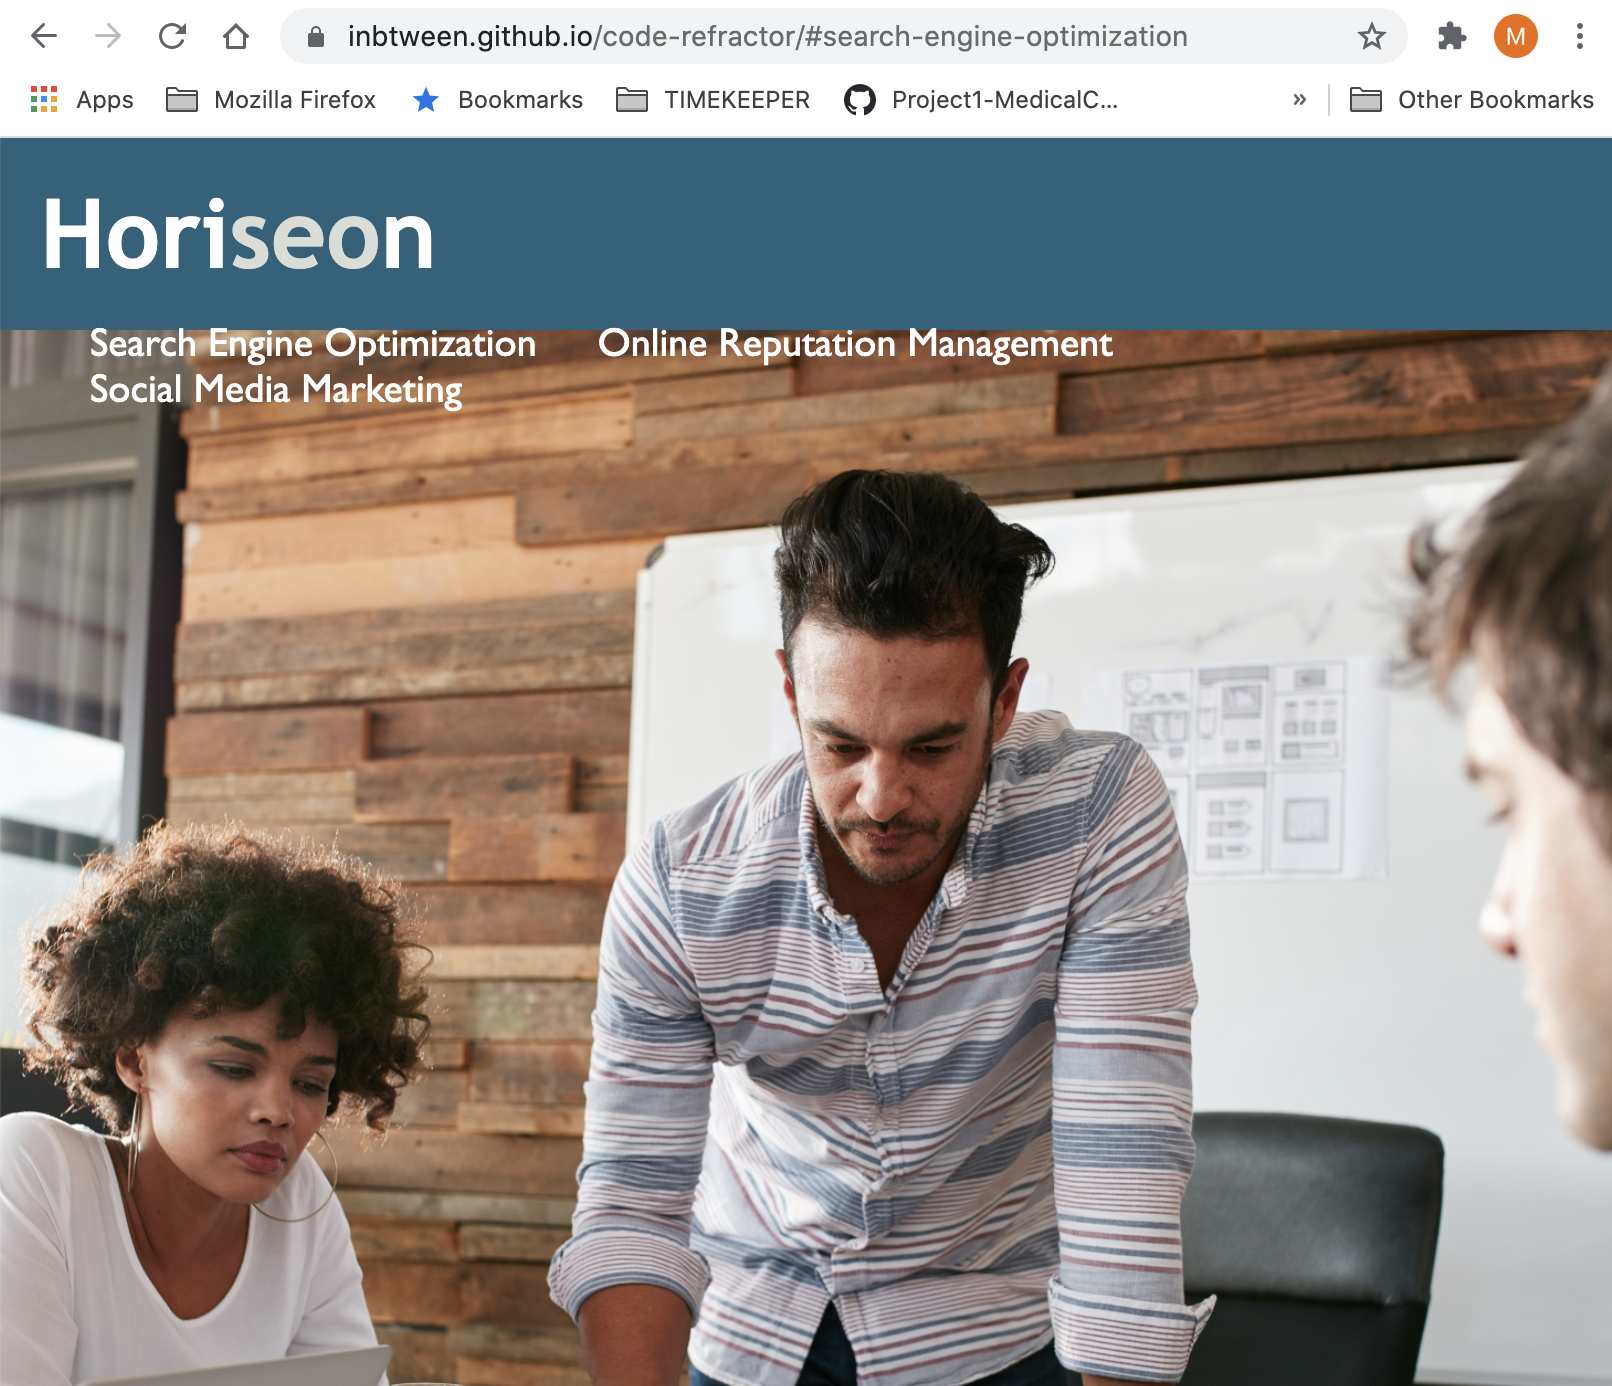 inbtween.github.io/code-refractor/#search-engine-optimization
M
Apps
Mozilla Firefox
Bookmarks
TIMEKEEPER
Project1-MedicalC...
»
Other Bookmarks
Horiseon
Search Engine Optimization
Online Reputation Management
Social Media Marketing